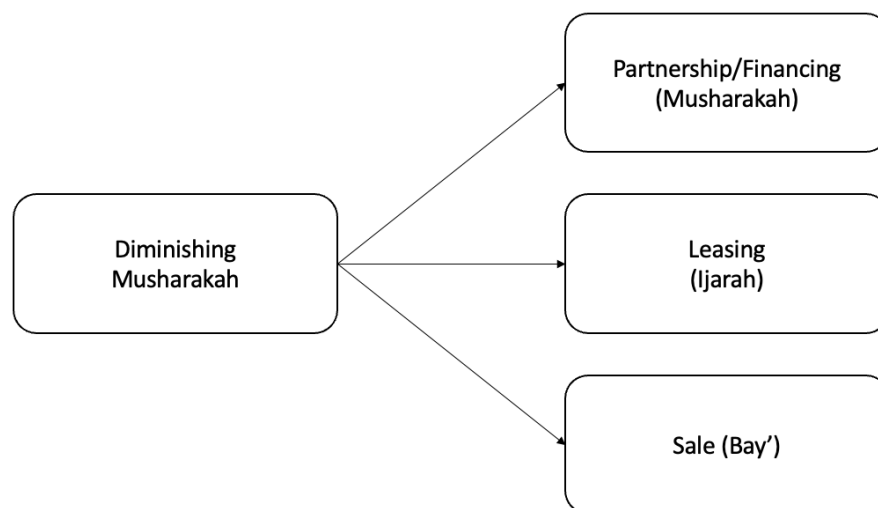 Diminishing
Musharakah
Partnership/Financing
(Musharakah)
Leasing
(Ijarah)
Sale (Bay’)